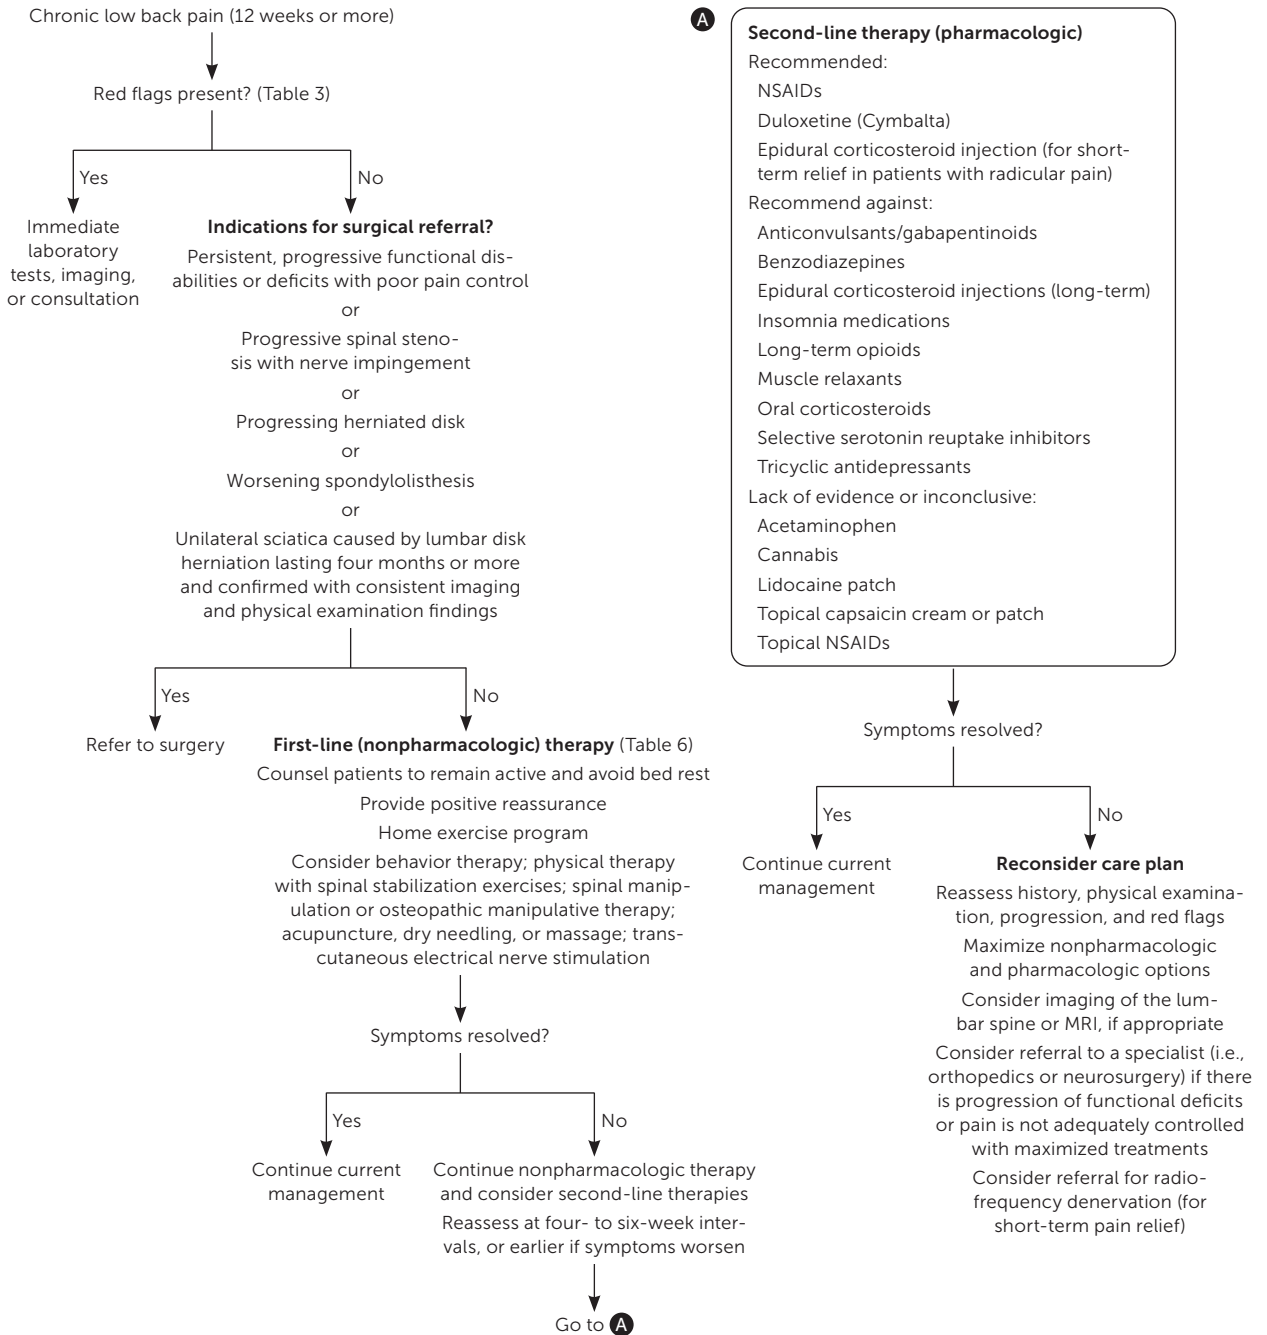 Chronic low back pain (12 weeks or more)
Red flags present? (Table 3)
Yes
No
Immediate
laboratory
tests, imaging,
or consultation
Indications for surgical referral?
Persistent, progressive functional dis-
abilities or deficits with poor pain control
or
Progressive spinal steno-
sis with nerve impingement
or
Progressing herniated disk
or
Worsening spondylolisthesis
or
Unilateral sciatica caused by lumbar disk
herniation lasting four months or more
and confirmed with consistent imaging
and physical examination findings
Yes
No
Refer to surgery
First-line (nonpharmacologic) therapy (Table 6)
Counsel patients to remain active and avoid bed rest
Provide positive reassurance
Home exercise program
Consider behavior therapy; physical therapy
with spinal stabilization exercises; spinal manip-
ulation or osteopathic manipulative therapy;
acupuncture, dry needling, or massage; trans-
cutaneous electrical nerve stimulation
Symptoms resolved?
Yes
No
Continue current
management
Continue nonpharmacologic therapy
and consider second-line therapies
Reassess at four- to six-week inter-
vals, or earlier if symptoms worsen
Go to A
A
Second-line therapy (pharmacologic)
Recommended:
NSAIDs
Duloxetine (Cymbalta)
Epidural corticosteroid injection (for short-
term relief in patients with radicular pain)
Recommend against:
Anticonvulsants/gabapentinoids
Benzodiazepines
Epidural corticosteroid injections (long-term)
Insomnia medications
Long-term opioids
Muscle relaxants
Oral corticosteroids
Selective serotonin reuptake inhibitors
Tricyclic antidepressants
Lack of evidence or inconclusive:
Acetaminophen
Cannabis
Lidocaine patch
Topical capsaicin cream or patch
Topical NSAIDs
Symptoms resolved?
Yes
No
Continue current
management
Reconsider care plan
Reassess history, physical examina-
tion, progression, and red flags
Maximize nonpharmacologic
and pharmacologic options
Consider imaging of the lum-
bar spine or MRI, if appropriate
Consider referral to a specialist (i.e.,
orthopedics or neurosurgery) if there
is progression of functional deficits
or pain is not adequately controlled
with maximized treatments
Consider referral for radio-
frequency denervation (for
short-term pain relief)